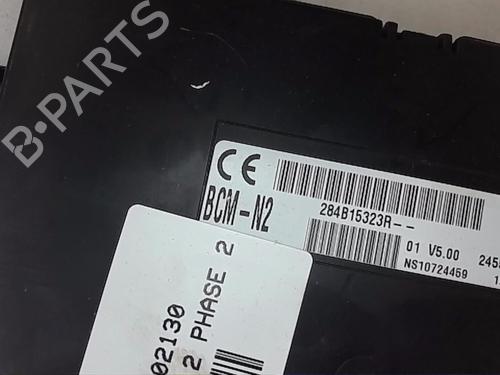 B-PARTS
CE
BCM-N2
284B15323R--
01 V5.00
NS10724459
02130
2 PHASE 2